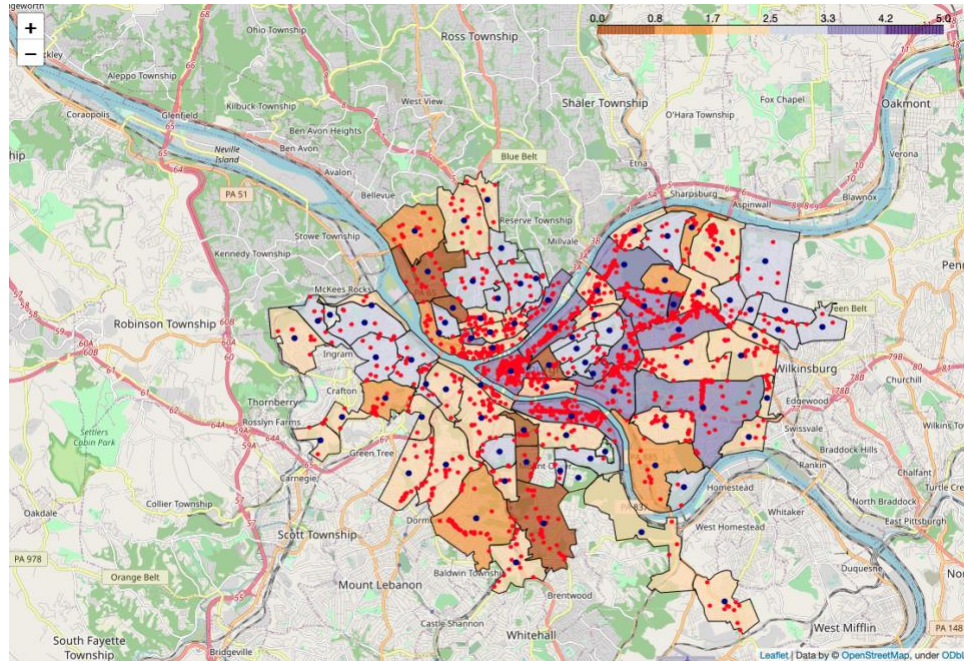 +
−
0.0 0.8 1.7 2.5 3.3 4.2 5.0
Ohio Township
Ross Township
Aleppo Township
Glenfield
Coraopolis
Kilbuck Township
West View
Shaler Township
Fox Chapel
Oakmont
O'Hara Township
Ben Avon Heights
Neville
Island
Ben Avon
Avalon
Blue Belt
Etna
Verona
PA 51
Bellevue
Sharpsburg
Aspinwall
Blawnox
Reserve Township
Stowe Township
Millvale
Kennedy Township
McKees Rocks
Robinson Township
Ingram
Crafton
Wilkinsburg
Thornberry
Rosslyn Farms
Churchill
Edgewood
Settlers
Cabin Park
Green Tree
Swissvale
Braddock Hills
Carnegie
Rankin
Chalfant
Collier Township
Homestead
Whitaker
North Braddock
Oakdale
Scott Township
West Homestead
East Pittsburgh
PA 978
Baldwin Township
Duquesne
Orange Belt
Mount Lebanon
Brentwood
Castle Shannon
South Fayette
Township
Bridgeville
Whitehall
West Mifflin
PA 148
Leaflet | Data by © OpenStreetMap, under ODbL